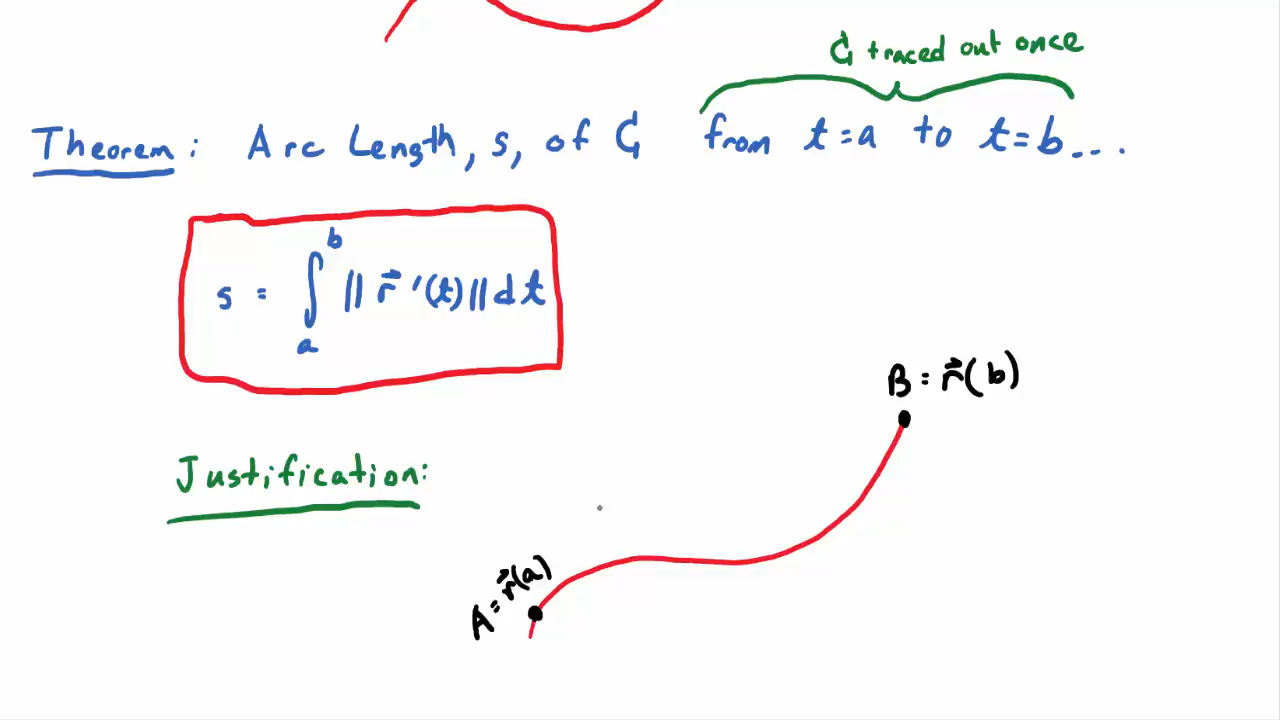 C traced out once
Theorem: Arc Length, s, of C from t=a to t=b...
s = ∫_a^b ‖r⃗'(t)‖dt
B = r⃗(b)
Justification:
A = r⃗(a)